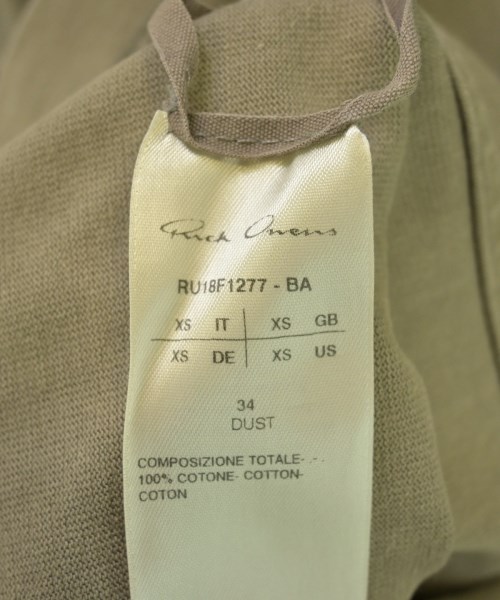 Rick Owens
RU18F1277 - BA
XS IT XS GB
XS DE XS US
34
DUST
COMPOSIZIONE TOTALE- .-.
100% COTONE- COTTON-
COTON